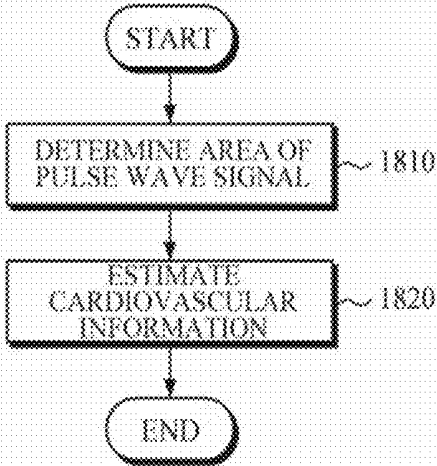 START
DETERMINE AREA OF
PULSE WAVE SIGNAL
1810
ESTIMATE
CARDIOVASCULAR
INFORMATION
1820
END